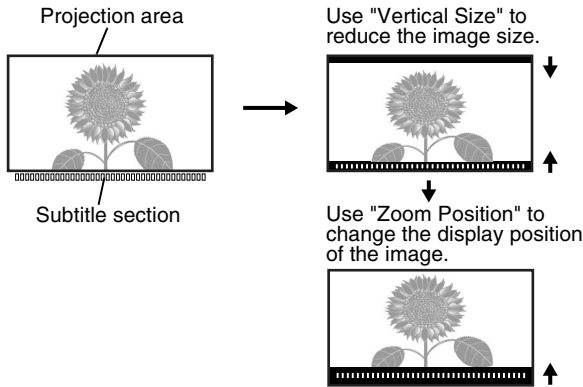 Projection area
Subtitle section
Use "Vertical Size" to
reduce the image size.
Use "Zoom Position" to
change the display position
of the image.